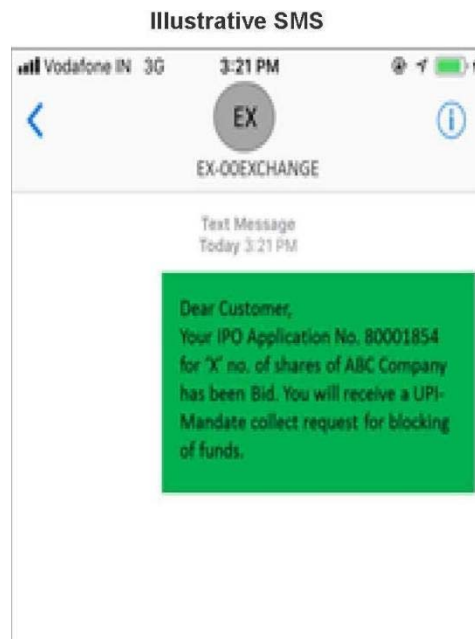 Illustrative SMS
Vodafone IN 3G 3:21 PM
EX
EX-00EXCHANGE
Text Message
Today 3:21 PM
Dear Customer,
Your IPO Application No. 80001854
for 'X' no. of shares of ABC Company
has been Bid. You will receive a UPI-
Mandate collect request for blocking
of funds.